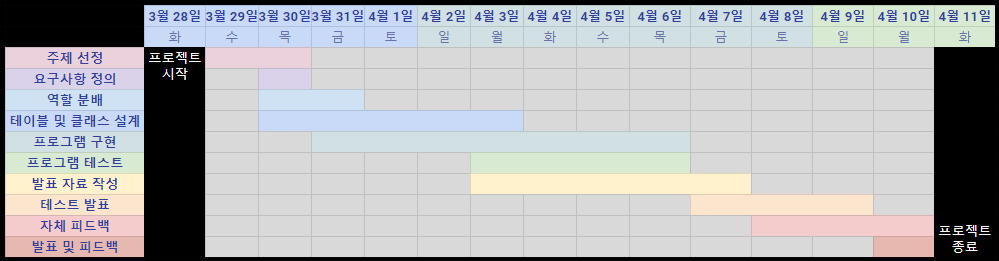 3월 28일 3월 29일 3월 30일 3월 31일 4월 1일 4월 2일 4월 3일 4월 4일 4월 5일 4월 6일 4월 7일 4월 8일 4월 9일 4월 10일 4월 11일
화 수 목 금 토 일 월 화 수 목 금 토 일 월 화
주제 선정 프로젝트
시작
요구사항 정의
역할 분배
테이블 및 클래스 설계
프로그램 구현
프로그램 테스트
발표 자료 작성
테스트 발표
자체 피드백 프로젝트
종료
발표 및 피드백